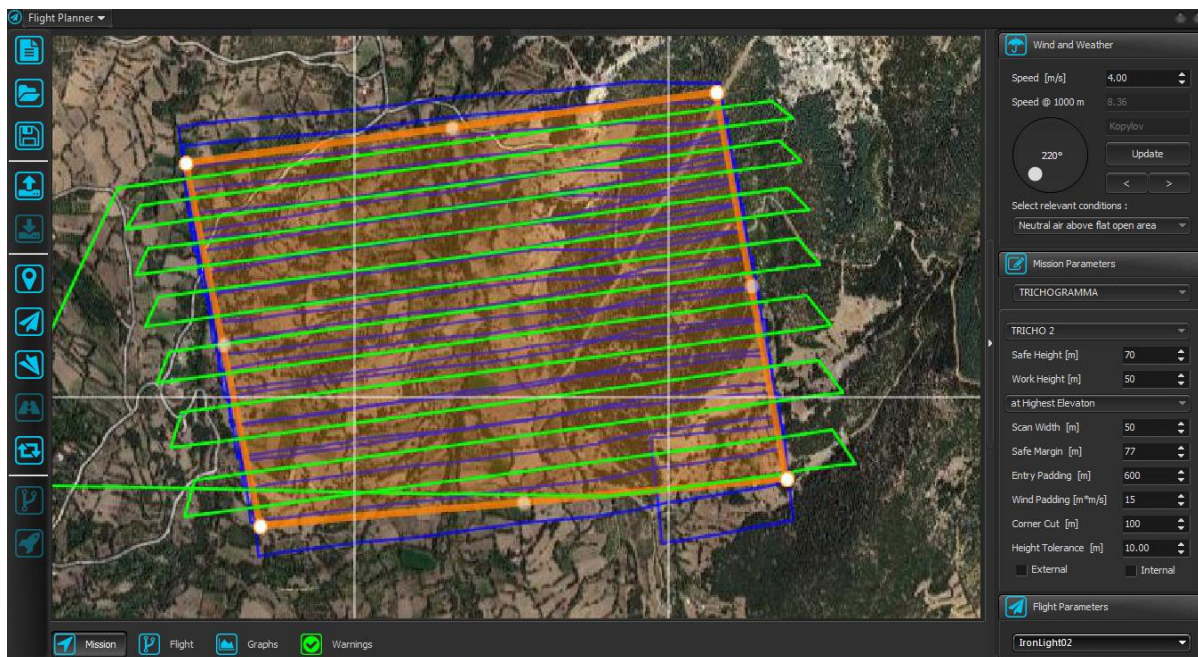 Flight Planner
Wind and Weather
Speed [m/s] 4.00
Speed @ 1000 m 8.36
Kopylov
220°
Update
< >
Select relevant conditions :
Neutral air above flat open area
Mission Parameters
TRICHOGRAMMA
TRICHO 2
Safe Height [m] 70
Work Height [m] 50
at Highest Elevaton
Scan Width [m] 50
Safe Margin [m] 77
Entry Padding [m] 600
Wind Padding [m*m/s] 15
Corner Cut [m] 100
Height Tolerance [m] 10.00
External Internal
Flight Parameters
IronLight02
Mission Flight Graphs Warnings